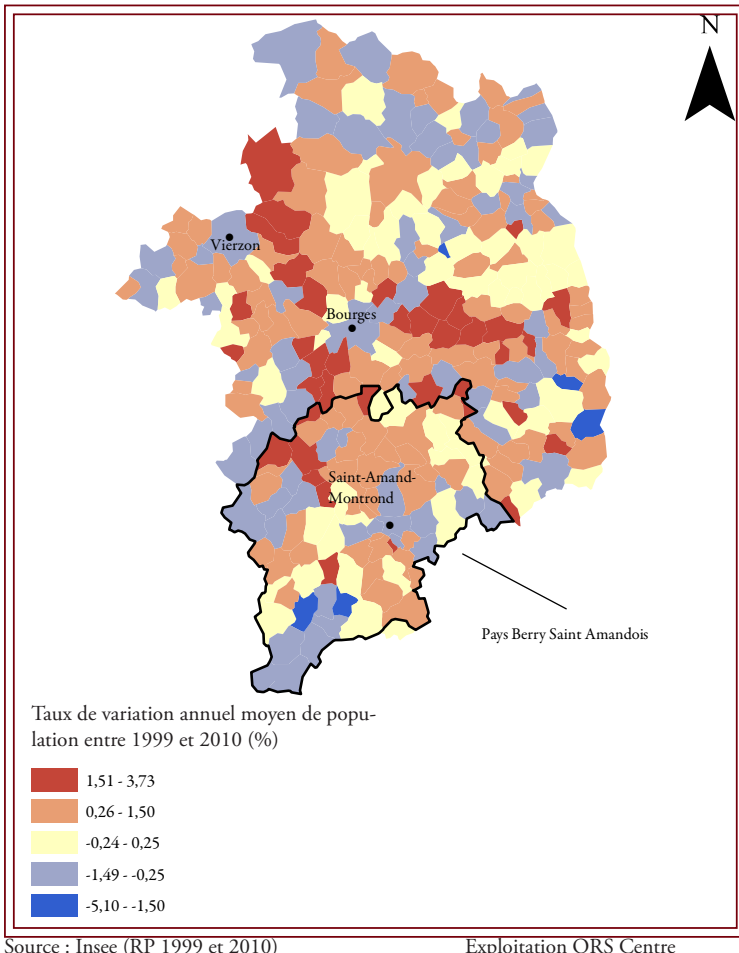 N
Vierzon
Bourges
Saint-Amand-
Montrond
Pays Berry Saint Amandois
Taux de variation annuel moyen de popu-
lation entre 1999 et 2010 (%)
1,51 - 3,73
0,26 - 1,50
-0,24 - 0,25
-1,49 - -0,25
-5,10 - -1,50
Source : Insee (RP 1999 et 2010) Exploitation ORS Centre